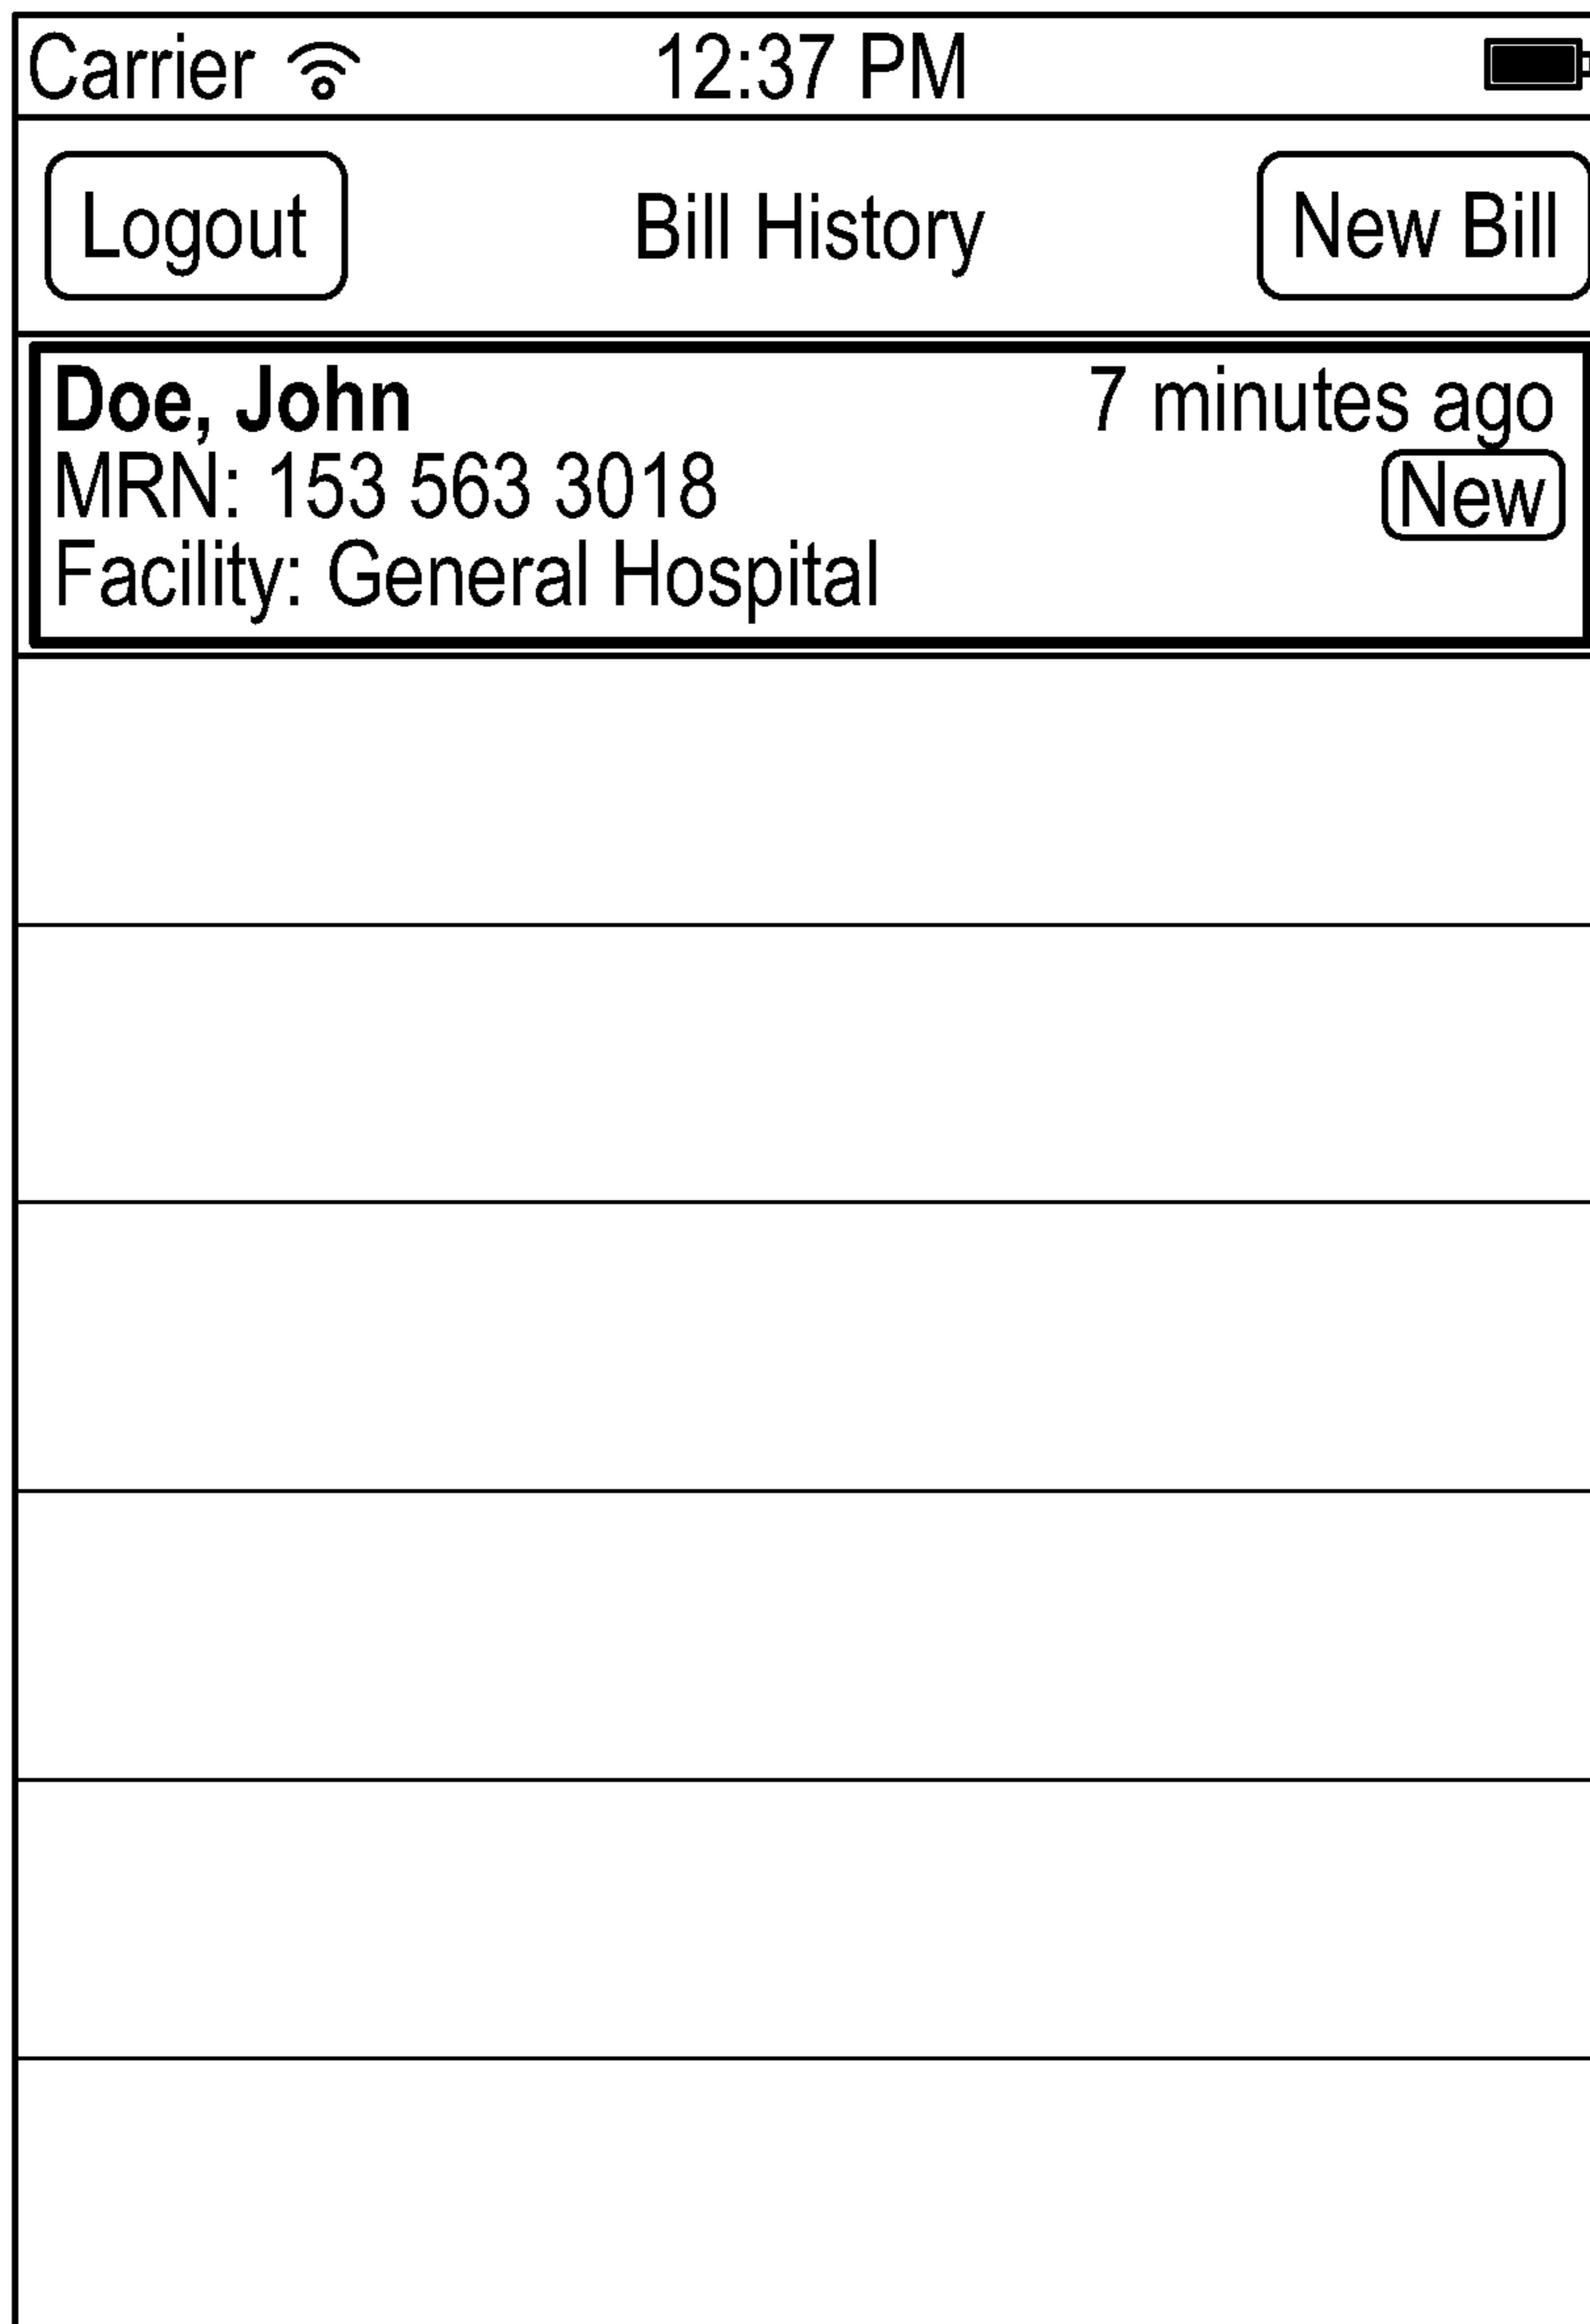 Carrier 12:37 PM
Logout Bill History New Bill
Doe, John 7 minutes ago
MRN: 153 563 3018 New
Facility: General Hospital